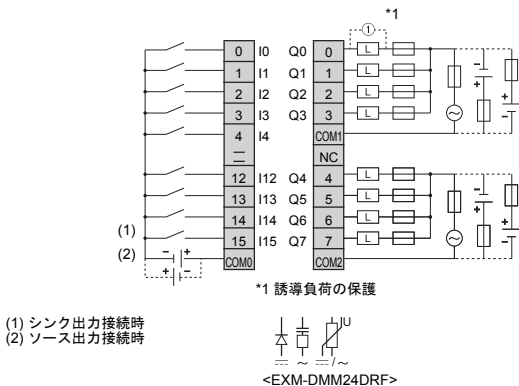 *1
①
0 I0 Q0 0 L
1 I1 Q1 1 L
2 I2 Q2 2 L
3 I3 Q3 3 L
4 I4 COM1
NC
12 I12 Q4 4 L
13 I13 Q5 5 L
14 I14 Q6 6 L
(1) 15 I15 Q7 7 L
(2) - + COM0 COM2
+ -
- +
+ -
- +
+ -
*1 誘導負荷の保護
(1) シンク出力接続時
(2) ソース出力接続時
U
~ /~
<EXM-DMM24DRF>